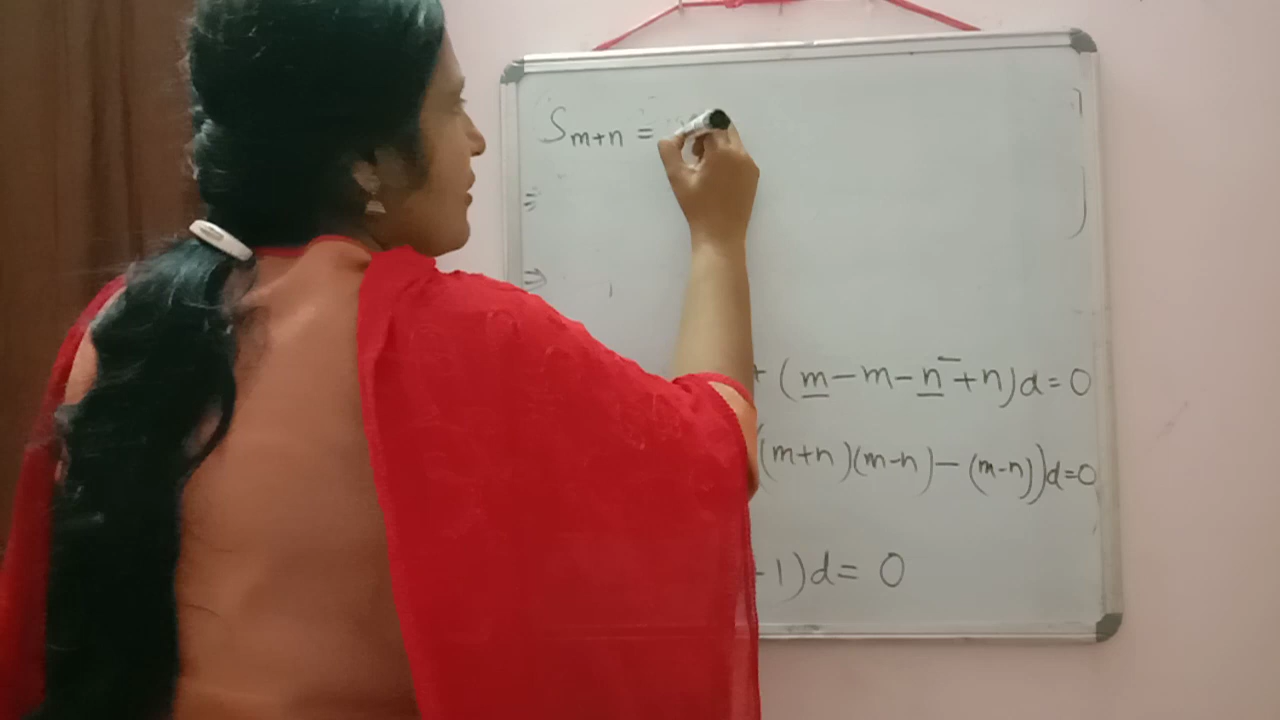 Sm+n =
⇒
⇒
+ (m-m-n̄+n)d=0
(m+n)(m-n)-(m-n))d=0
-1)d= 0